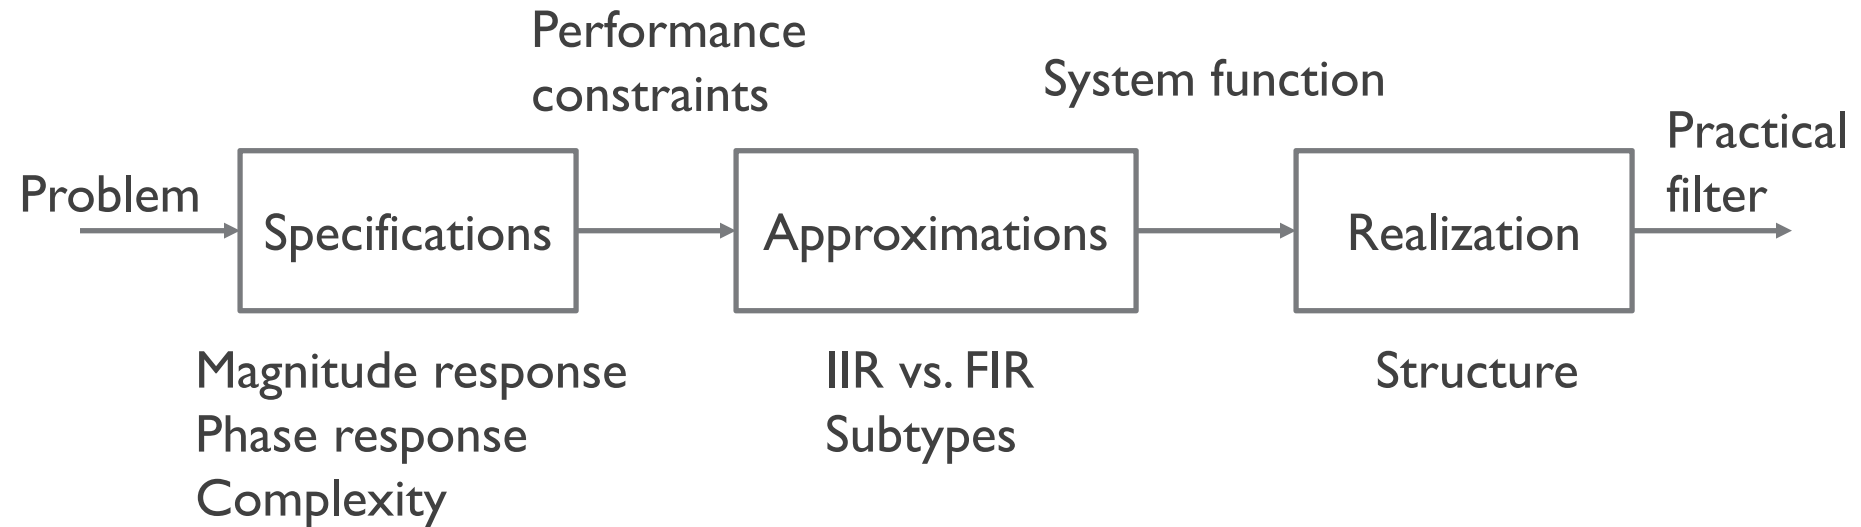 Performance
constraints
System function
Practical
filter
Problem
Specifications
Approximations
Realization
Magnitude response
Phase response
Complexity
IIR vs. FIR
Subtypes
Structure